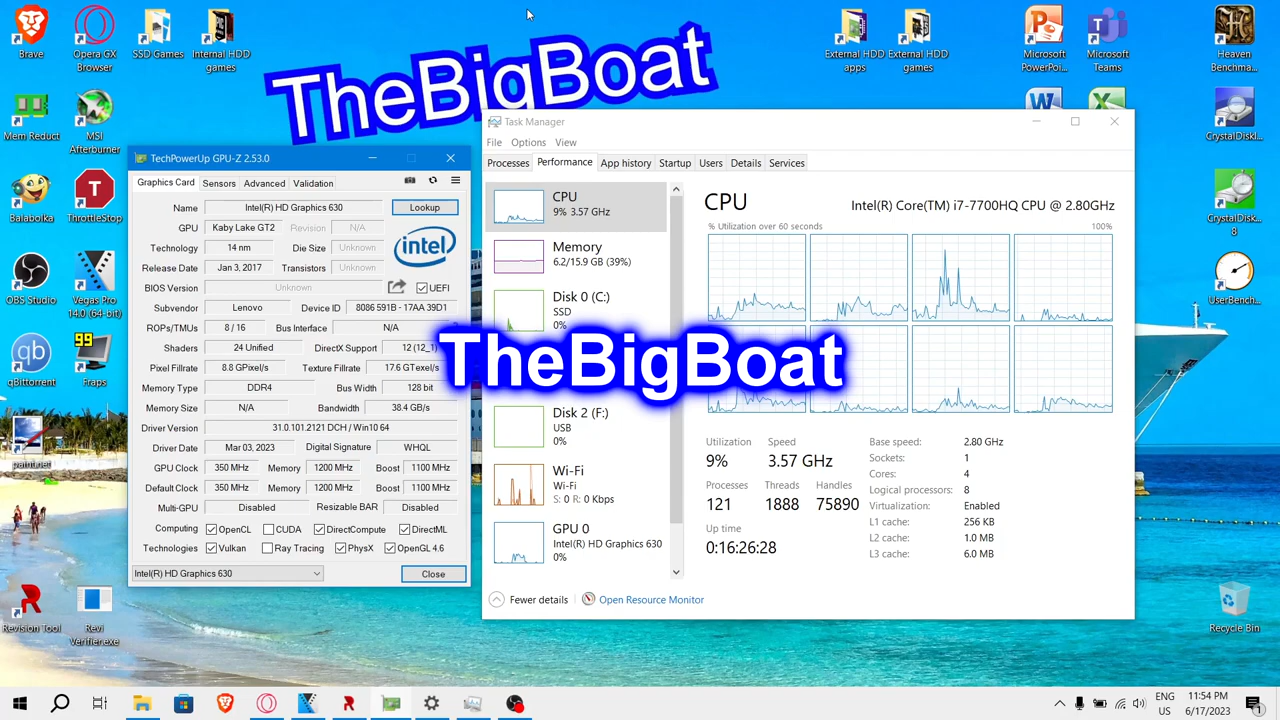 Brave
Opera GX
Browser
SSD Games
Internal HDD
games
External HDD
apps
External HDD
games
Microsoft
PowerPoi...
Microsoft
Teams
Heaven
Benchma...
TheBigBoat
Mem Reduct
MSI
Afterburner
CrystalDiskI...
Balabolka
ThrottleStop
CrystalDisk...
8
OBS Studio
Vegas Pro
14.0 (64-bit)
UserBench...
qBittorrent
99
Fraps
paint.net
Revision Tool
Revi
Verifier.exe
Recycle Bin
TechPowerUp GPU-Z 2.53.0
Graphics Card Sensors Advanced Validation
Name Intel(R) HD Graphics 630 Lookup
GPU Kaby Lake GT2 Revision N/A
intel
Technology 14 nm Die Size Unknown
Release Date Jan 3, 2017 Transistors Unknown
BIOS Version Unknown UEFI
Subvendor Lenovo Device ID 8086 591B - 17AA 39D1
ROPs/TMUs 8 / 16 Bus Interface N/A
Shaders 24 Unified DirectX Support 12 (12_1)
Pixel Fillrate 8.8 GPixel/s Texture Fillrate 17.6 GTexel/s
Memory Type DDR4 Bus Width 128 bit
Memory Size N/A Bandwidth 38.4 GB/s
Driver Version 31.0.101.2121 DCH / Win10 64
Driver Date Mar 03, 2023 Digital Signature WHQL
GPU Clock 350 MHz Memory 1200 MHz Boost 1100 MHz
Default Clock 350 MHz Memory 1200 MHz Boost 1100 MHz
Multi-GPU Disabled Resizable BAR Disabled
Computing OpenCL CUDA DirectCompute DirectML
Technologies Vulkan Ray Tracing PhysX OpenGL 4.6
Intel(R) HD Graphics 630 Close
Task Manager
File Options View
Processes Performance App history Startup Users Details Services
CPU
9% 3.57 GHz
Memory
6.2/15.9 GB (39%)
Disk 0 (C:)
SSD
0%
Disk 2 (F:)
USB
0%
Wi-Fi
Wi-Fi
S: 0 R: 0 Kbps
GPU 0
Intel(R) HD Graphics 630
0%
CPU Intel(R) Core(TM) i7-7700HQ CPU @ 2.80GHz
% Utilization over 60 seconds 100%
TheBigBoat
Utilization Speed
9% 3.57 GHz
Processes Threads Handles
121 1888 75890
Up time
0:16:26:28
Base speed: 2.80 GHz
Sockets: 1
Cores: 4
Logical processors: 8
Virtualization: Enabled
L1 cache: 256 KB
L2 cache: 1.0 MB
L3 cache: 6.0 MB
Fewer details Open Resource Monitor
ENG
US
11:54 PM
6/17/2023
1